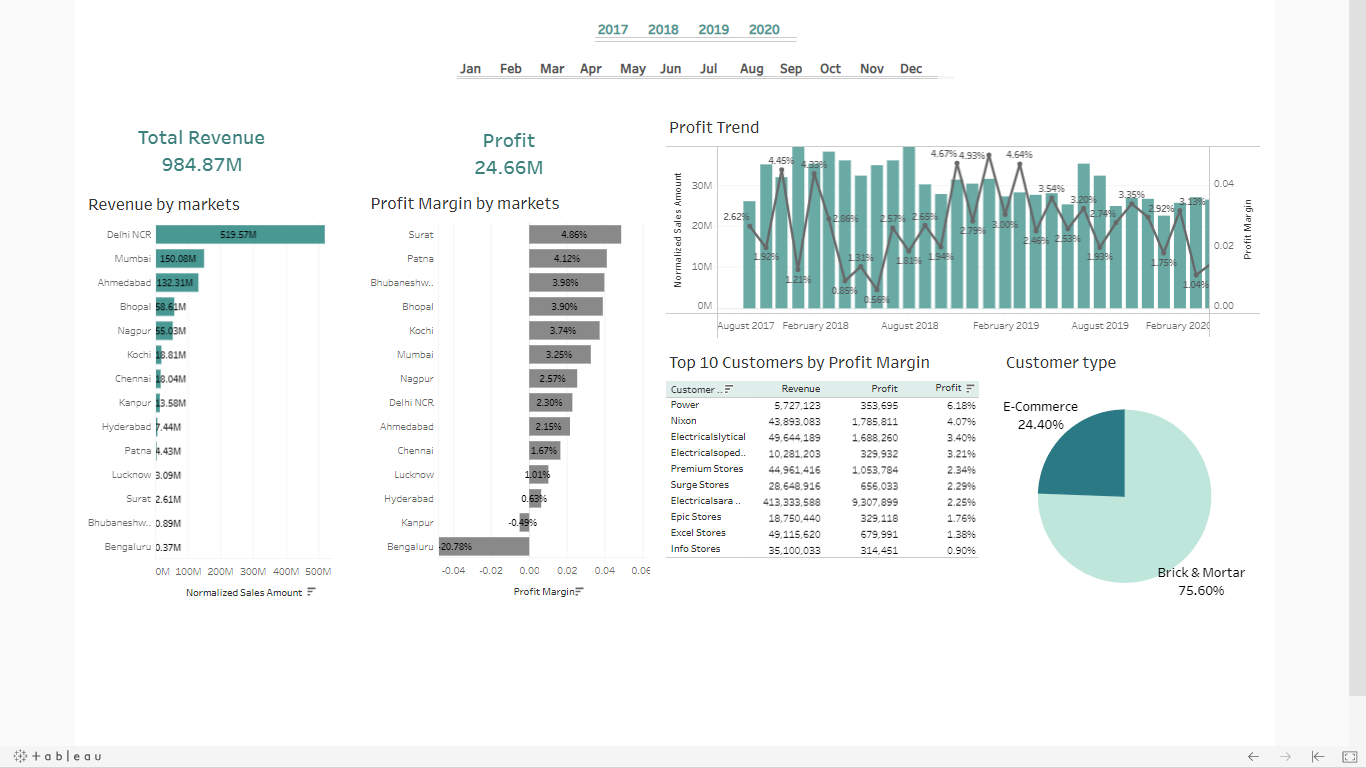 2017 2018 2019 2020
Jan Feb Mar Apr May Jun Jul Aug Sep Oct Nov Dec
Total Revenue
984.87M
Profit
24.66M
Revenue by markets
Delhi NCR 519.57M
Mumbai 150.08M
Ahmedabad 132.31M
Bhopal 58.61M
Nagpur 55.03M
Kochi 18.81M
Chennai 18.04M
Kanpur 13.58M
Hyderabad 7.44M
Patna 4.43M
Lucknow 3.09M
Surat 2.61M
Bhubaneshw.. 0.89M
Bengaluru 0.37M
0M 100M 200M 300M 400M 500M
Normalized Sales Amount
Profit Margin by markets
Surat 4.86%
Patna 4.12%
Bhubaneshw.. 3.98%
Bhopal 3.90%
Kochi 3.74%
Mumbai 3.25%
Nagpur 2.57%
Delhi NCR 2.30%
Ahmedabad 2.15%
Chennai 1.67%
Lucknow 1.01%
Hyderabad 0.63%
Kanpur -0.49%
Bengaluru -20.78%
-0.04 -0.02 0.00 0.02 0.04
Profit Margin
Profit Trend
Normalized Sales Amount
30M
20M
10M
0M
2.62% 1.92% 4.45% 1.21% 4.33% 2.86% 0.85% 1.31% 0.56% 2.57% 1.81% 2.65% 1.94% 4.67% 2.79% 4.93% 3.00% 4.64% 2.46% 3.54% 2.53% 3.20% 1.93% 2.74% 3.35% 2.92% 1.75% 3.13% 1.04%
0.04
0.02
0.00
Profit Margin
August 2017 February 2018 August 2018 February 2019 August 2019 February 2020
Top 10 Customers by Profit Margin
Customer .. Revenue Profit Profit
Power 5,727,123 353,695 6.18%
Nixon 43,893,083 1,785,811 4.07%
Electricalslytical 49,644,189 1,688,260 3.40%
Electricalsoped.. 10,281,203 329,932 3.21%
Premium Stores 44,961,416 1,053,784 2.34%
Surge Stores 28,648,916 656,033 2.29%
Electricalsara .. 413,333,588 9,307,899 2.25%
Epic Stores 18,750,440 329,118 1.76%
Excel Stores 49,115,620 679,991 1.38%
Info Stores 35,100,033 314,451 0.90%
Customer type
E-Commerce
24.40%
Brick & Mortar
75.60%
tableau